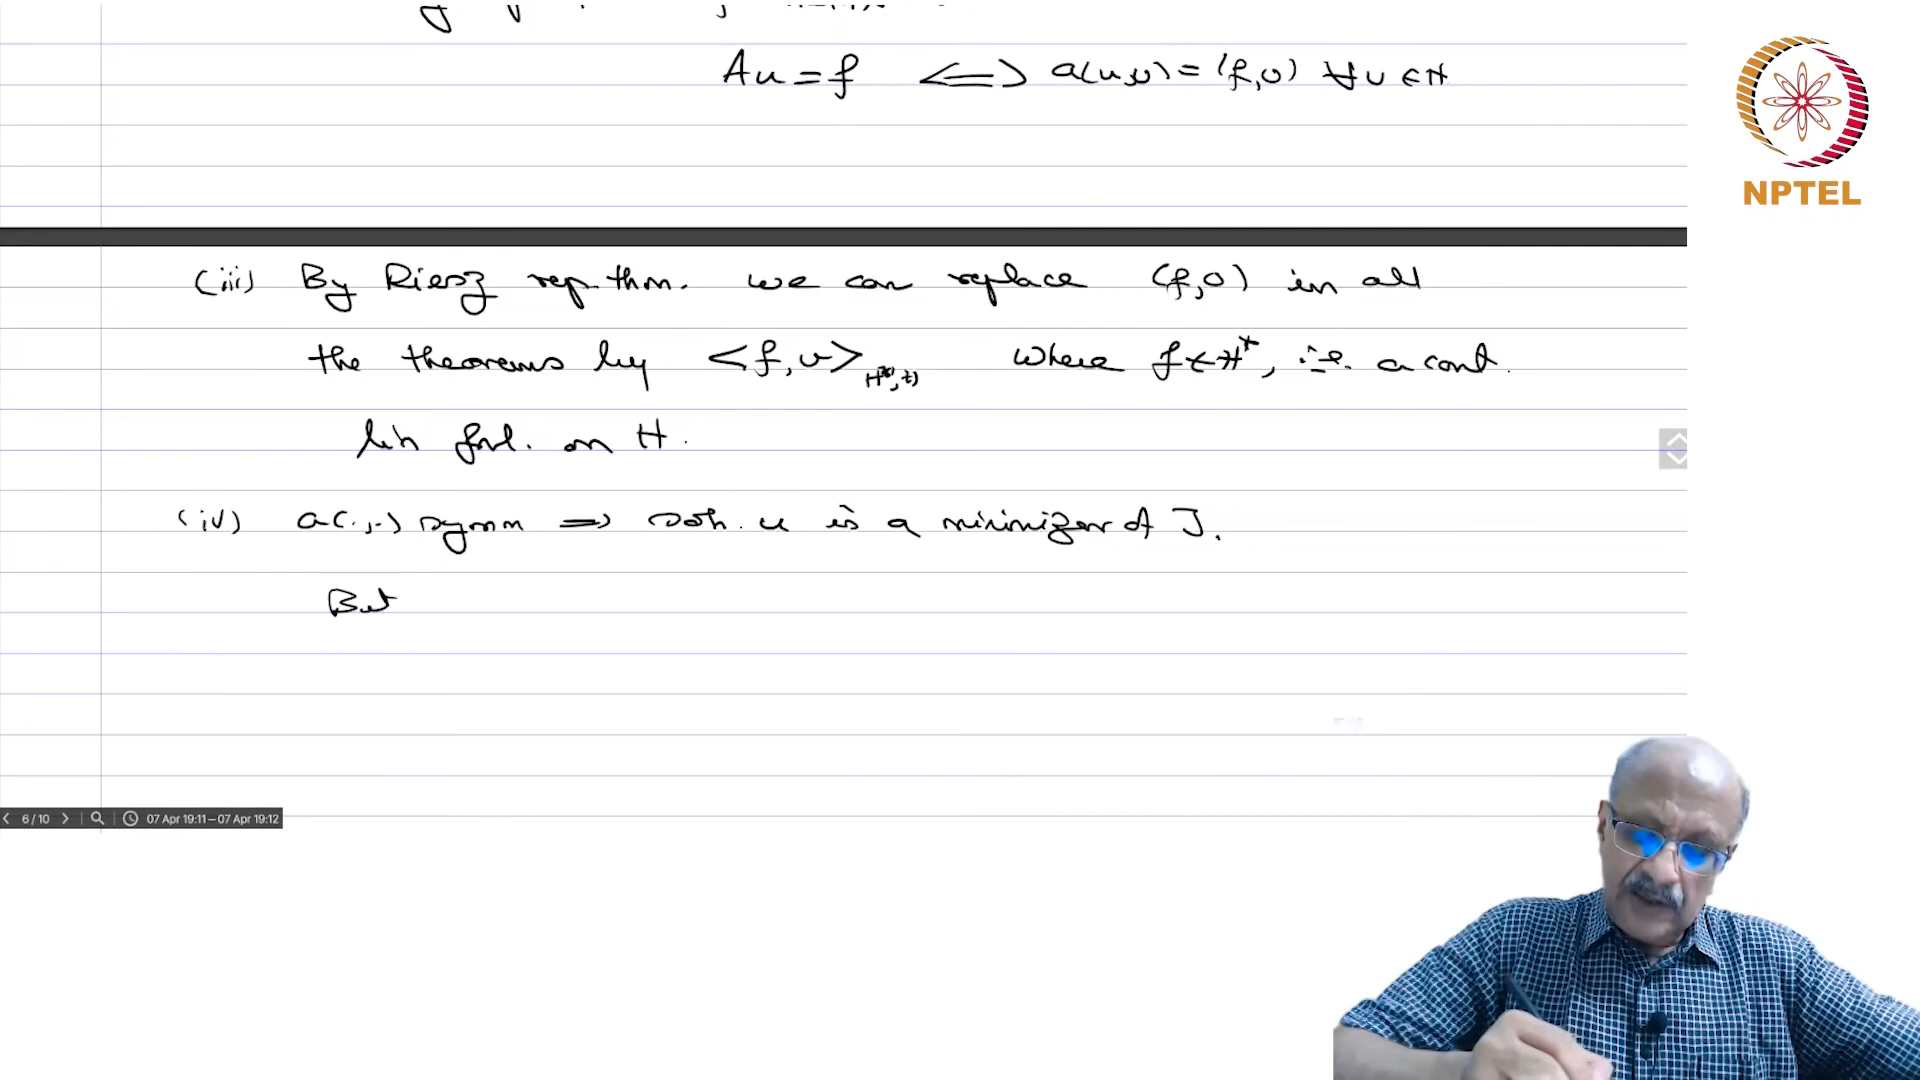 Au = f <=> a(u,v) = (f,v) ∀ v ∈ H
NPTEL
(iii) By Riesz rep. thm. we can replace (f,v) in all
the theorems by <f,v>_{H*,H} where f ∈ H*, i.e. a cont.
lin fnl. on H.
(iv) a(.,.) symm => soln. u is a minimizer of J.
But
6/10
07 Apr 19:11 – 07 Apr 19:12